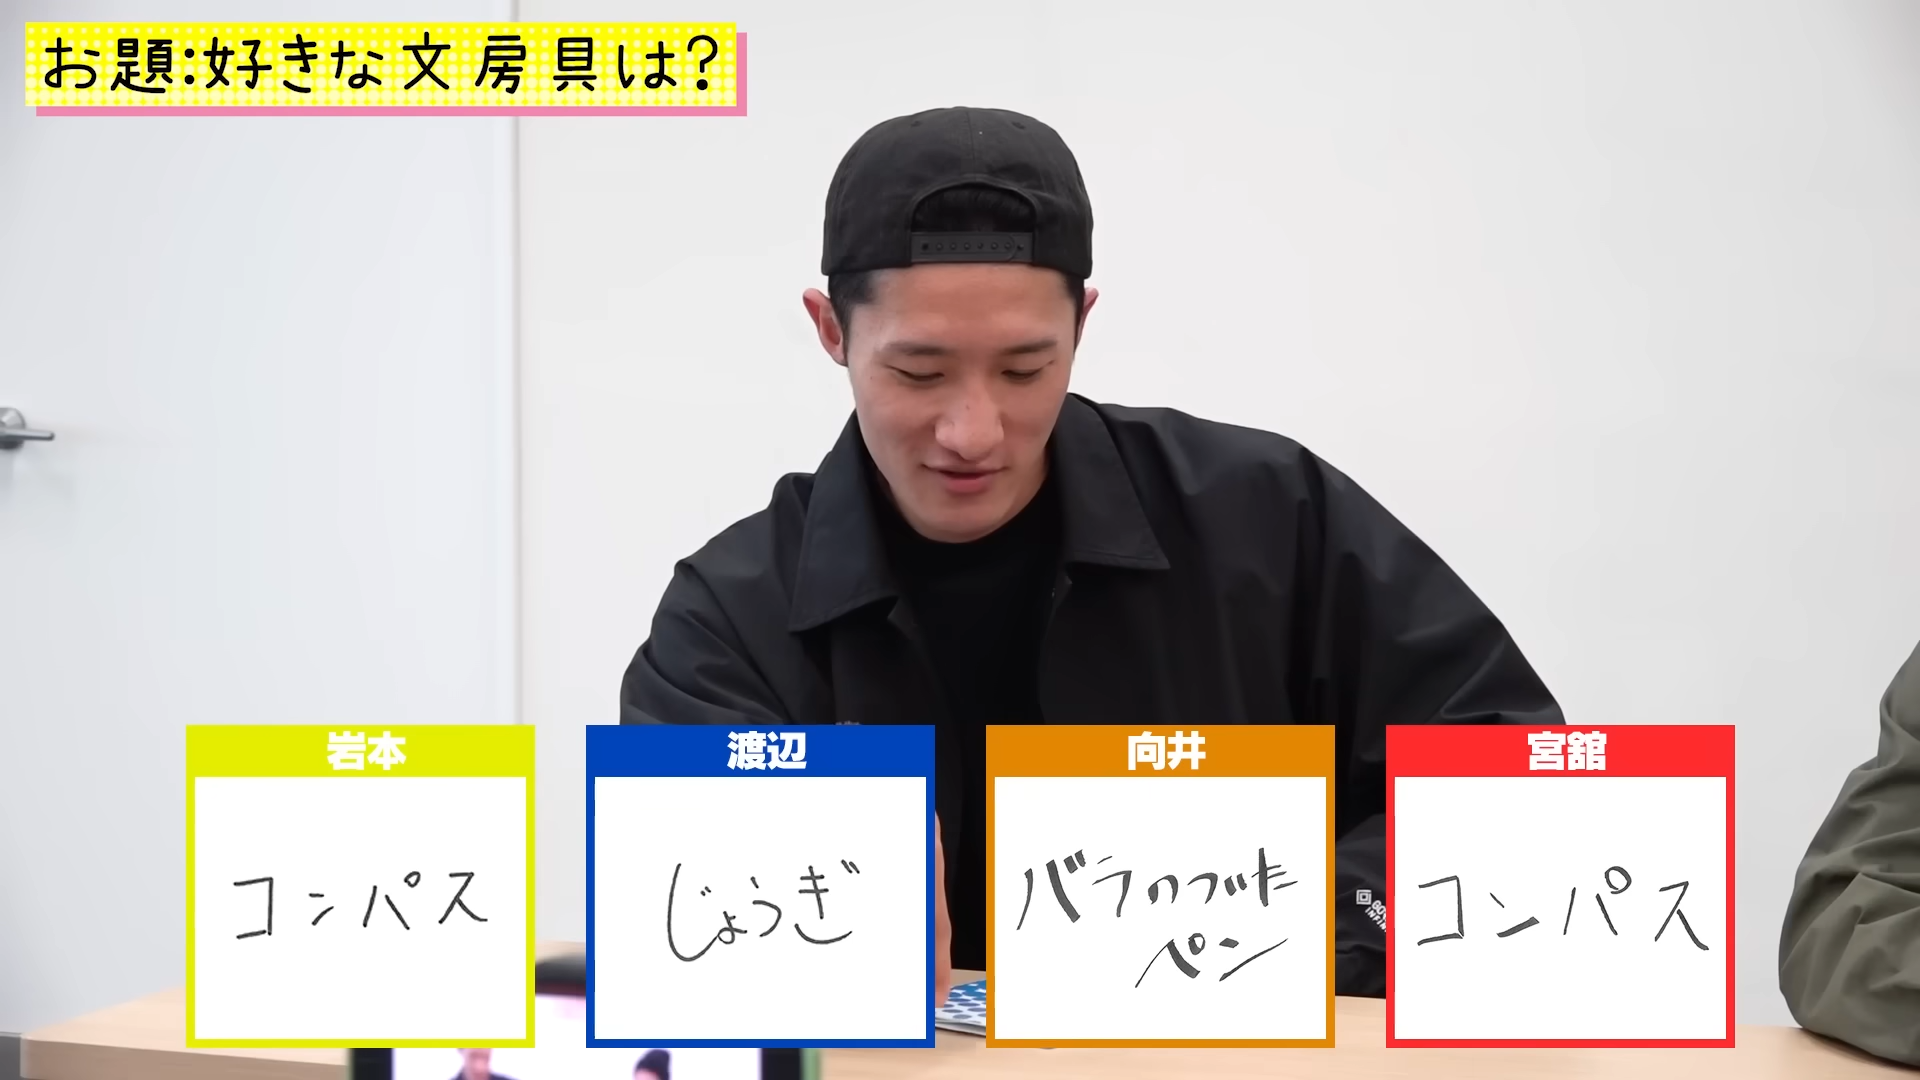 お題:好きな文房具は?
岩本
コンパス
渡辺
じょうぎ
向井
バラのついた
ペン
宮舘
コンパス